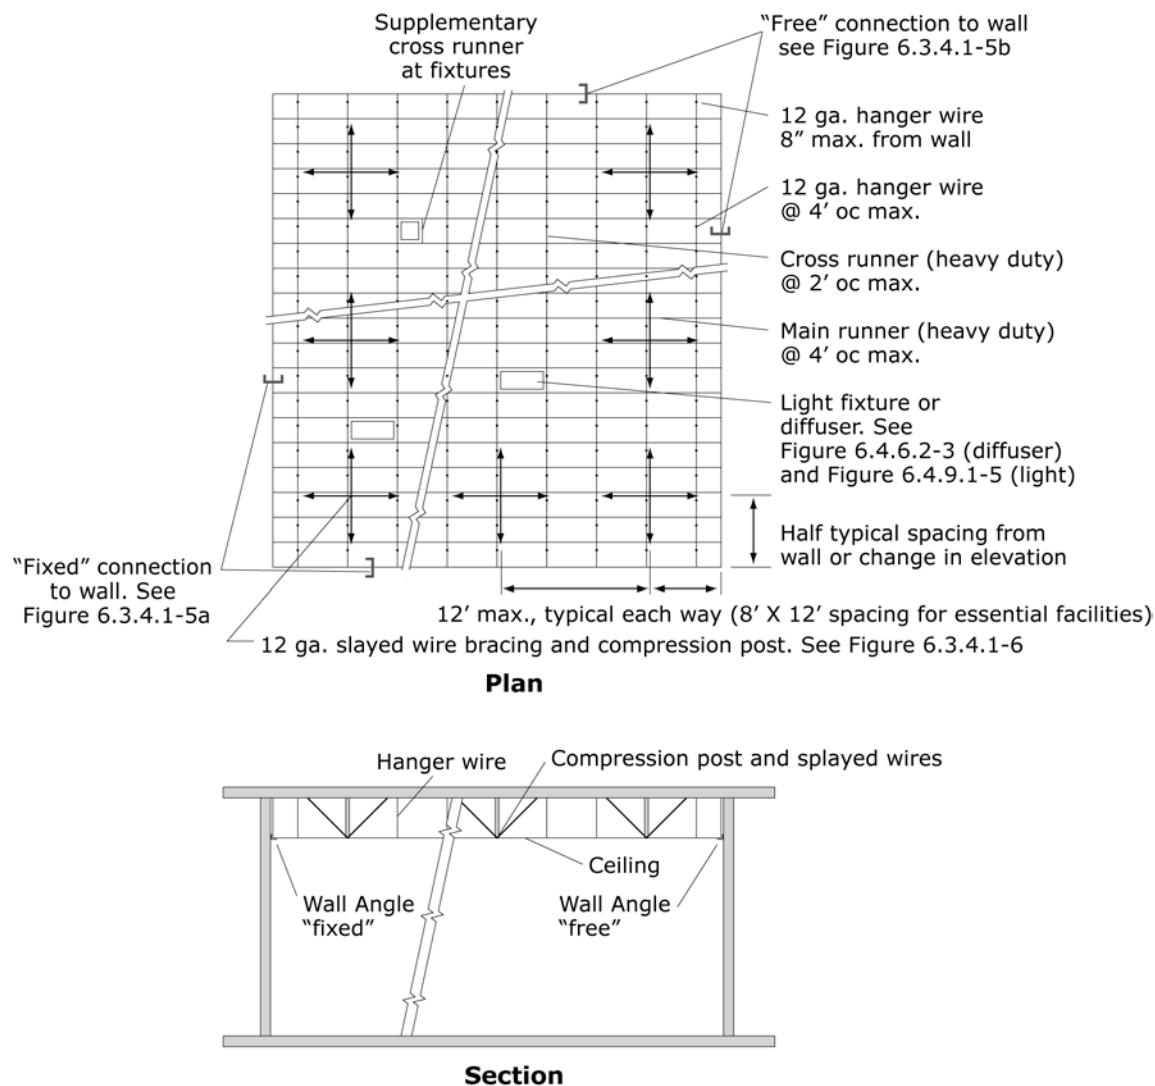 Supplementary
cross runner
at fixtures
“Free” connection to wall
see Figure 6.3.4.1-5b
12 ga. hanger wire
8” max. from wall
12 ga. hanger wire
@ 4’ oc max.
Cross runner (heavy duty)
@ 2’ oc max.
Main runner (heavy duty)
@ 4’ oc max.
Light fixture or
diffuser. See
Figure 6.4.6.2-3 (diffuser)
and Figure 6.4.9.1-5 (light)
Half typical spacing from
wall or change in elevation
“Fixed” connection
to wall. See
Figure 6.3.4.1-5a
12’ max., typical each way (8’ X 12’ spacing for essential facilities)
12 ga. slayed wire bracing and compression post. See Figure 6.3.4.1-6
Plan
Hanger wire
Compression post and splayed wires
Ceiling
Wall Angle
“fixed”
Wall Angle
“free”
Section